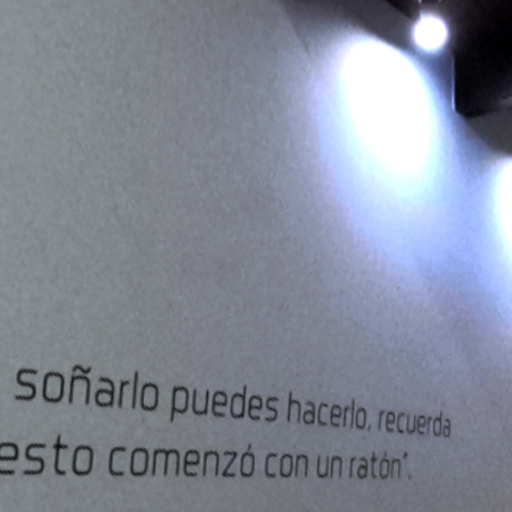 soñarlo puedes hacerlo, recuerda
esto comenzó con un ratón".